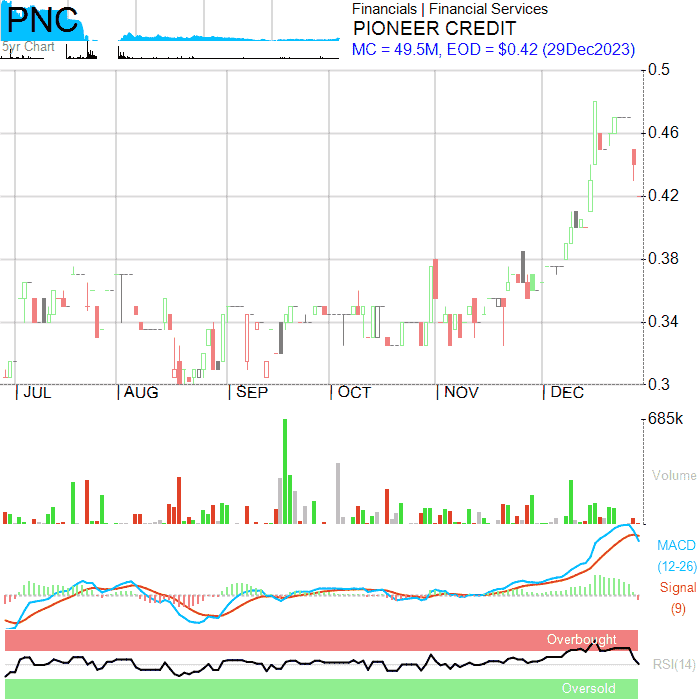 PNC
5yr Chart
Financials | Financial Services
PIONEER CREDIT
MC = 49.5M, EOD = $0.42 (29Dec2023)
0.5
0.46
0.42
0.38
0.34
0.3
JUL AUG SEP OCT NOV DEC
685k
Volume
MACD
(12-26)
Signal
(9)
Overbought
RSI(14)
Oversold